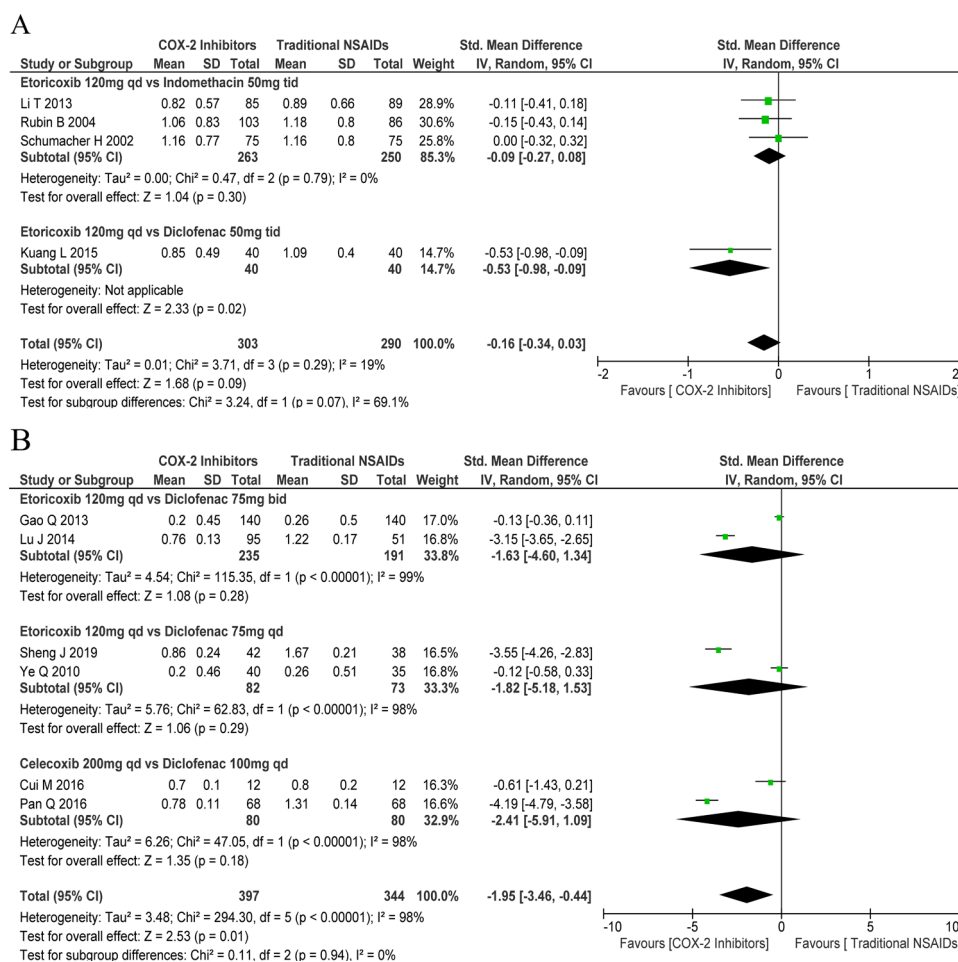 A
COX-2 Inhibitors Traditional NSAIDs Std. Mean Difference Std. Mean Difference
Study or Subgroup Mean SD Total Mean SD Total Weight IV, Random, 95% CI IV, Random, 95% CI
Etoricoxib 120mg qd vs Indomethacin 50mg tid
Li T 2013 0.82 0.57 85 0.89 0.66 89 28.9% -0.11 [-0.41, 0.18]
Rubin B 2004 1.06 0.83 103 1.18 0.8 86 30.6% -0.15 [-0.43, 0.14]
Schumacher H 2002 1.16 0.77 75 1.16 0.8 75 25.8% 0.00 [-0.32, 0.32]
Subtotal (95% CI) 263 250 85.3% -0.09 [-0.27, 0.08]
Heterogeneity: Tau² = 0.00; Chi² = 0.47, df = 2 (p = 0.79); I² = 0%
Test for overall effect: Z = 1.04 (p = 0.30)
Etoricoxib 120mg qd vs Diclofenac 50mg tid
Kuang L 2015 0.85 0.49 40 1.09 0.4 40 14.7% -0.53 [-0.98, -0.09]
Subtotal (95% CI) 40 40 14.7% -0.53 [-0.98, -0.09]
Heterogeneity: Not applicable
Test for overall effect: Z = 2.33 (p = 0.02)
Total (95% CI) 303 290 100.0% -0.16 [-0.34, 0.03]
Heterogeneity: Tau² = 0.01; Chi² = 3.71, df = 3 (p = 0.29); I² = 19%
Test for overall effect: Z = 1.68 (p = 0.09)
Test for subgroup differences: Chi² = 3.24, df = 1 (p = 0.07), I² = 69.1%
-2 -1 0 1 2
Favours [ COX-2 Inhibitors] Favours [ Traditional NSAIDs]
B
COX-2 Inhibitors Traditional NSAIDs Std. Mean Difference Std. Mean Difference
Study or Subgroup Mean SD Total Mean SD Total Weight IV, Random, 95% CI IV, Random, 95% CI
Etoricoxib 120mg qd vs Diclofenac 75mg bid
Gao Q 2013 0.2 0.45 140 0.26 0.5 140 17.0% -0.13 [-0.36, 0.11]
Lu J 2014 0.76 0.13 95 1.22 0.17 51 16.8% -3.15 [-3.65, -2.65]
Subtotal (95% CI) 235 191 33.8% -1.63 [-4.60, 1.34]
Heterogeneity: Tau² = 4.54; Chi² = 115.35, df = 1 (p < 0.00001); I² = 99%
Test for overall effect: Z = 1.08 (p = 0.28)
Etoricoxib 120mg qd vs Diclofenac 75mg qd
Sheng J 2019 0.86 0.24 42 1.67 0.21 38 16.5% -3.55 [-4.26, -2.83]
Ye Q 2010 0.2 0.46 40 0.26 0.51 35 16.8% -0.12 [-0.58, 0.33]
Subtotal (95% CI) 82 73 33.3% -1.82 [-5.18, 1.53]
Heterogeneity: Tau² = 5.76; Chi² = 62.83, df = 1 (p < 0.00001); I² = 98%
Test for overall effect: Z = 1.06 (p = 0.29)
Celecoxib 200mg qd vs Diclofenac 100mg qd
Cui M 2016 0.7 0.1 12 0.8 0.2 12 16.3% -0.61 [-1.43, 0.21]
Pan Q 2016 0.78 0.11 68 1.31 0.14 68 16.6% -4.19 [-4.79, -3.58]
Subtotal (95% CI) 80 80 32.9% -2.41 [-5.91, 1.09]
Heterogeneity: Tau² = 6.26; Chi² = 47.05, df = 1 (p < 0.00001); I² = 98%
Test for overall effect: Z = 1.35 (p = 0.18)
Total (95% CI) 397 344 100.0% -1.95 [-3.46, -0.44]
Heterogeneity: Tau² = 3.48; Chi² = 294.30, df = 5 (p < 0.00001); I² = 98%
Test for overall effect: Z = 2.53 (p = 0.01)
Test for subgroup differences: Chi² = 0.11, df = 2 (p = 0.94), I² = 0%
-10 -5 0 5 10
Favours [COX-2 Inhibitors] Favours [ Traditional NSAIDs]